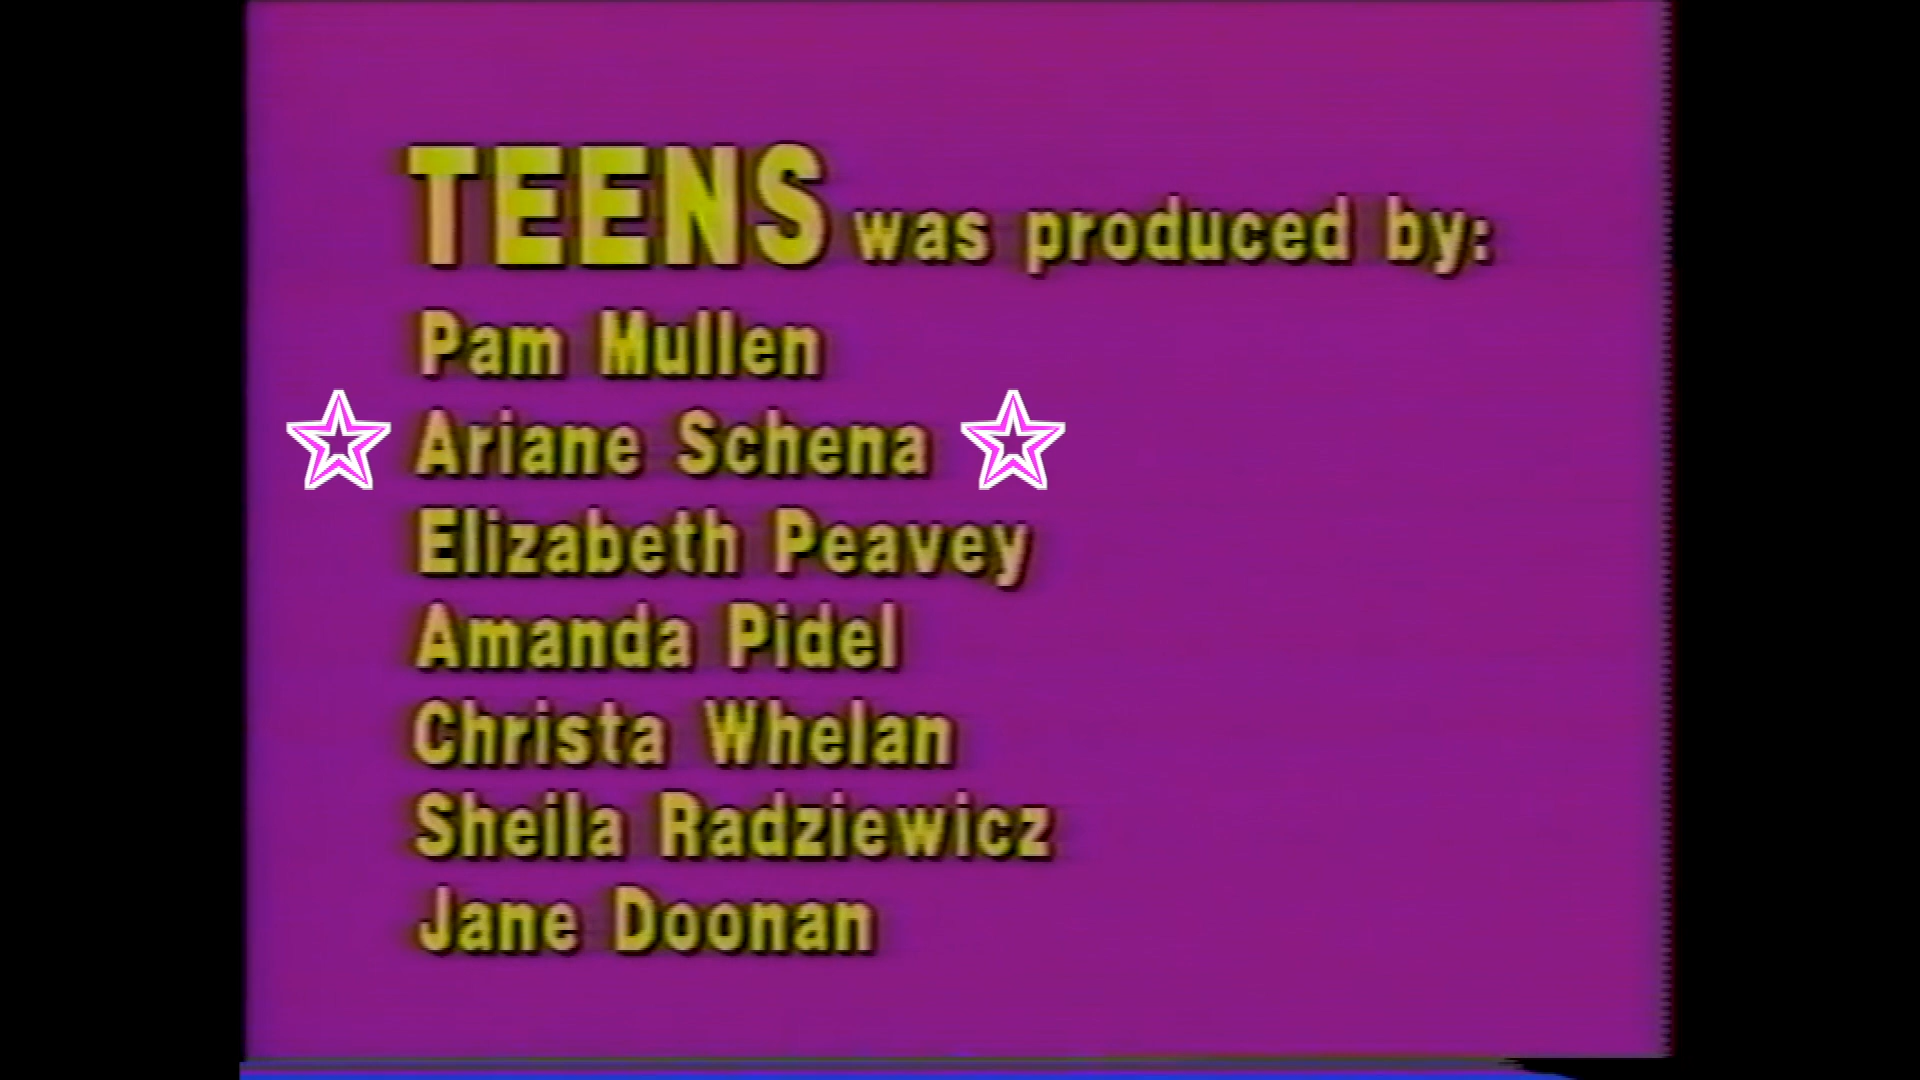 TEENS was produced by:
Pam Mullen
Ariane Schena
Elizabeth Peavey
Amanda Pidel
Christa Whelan
Sheila Radziewicz
Jane Doonan